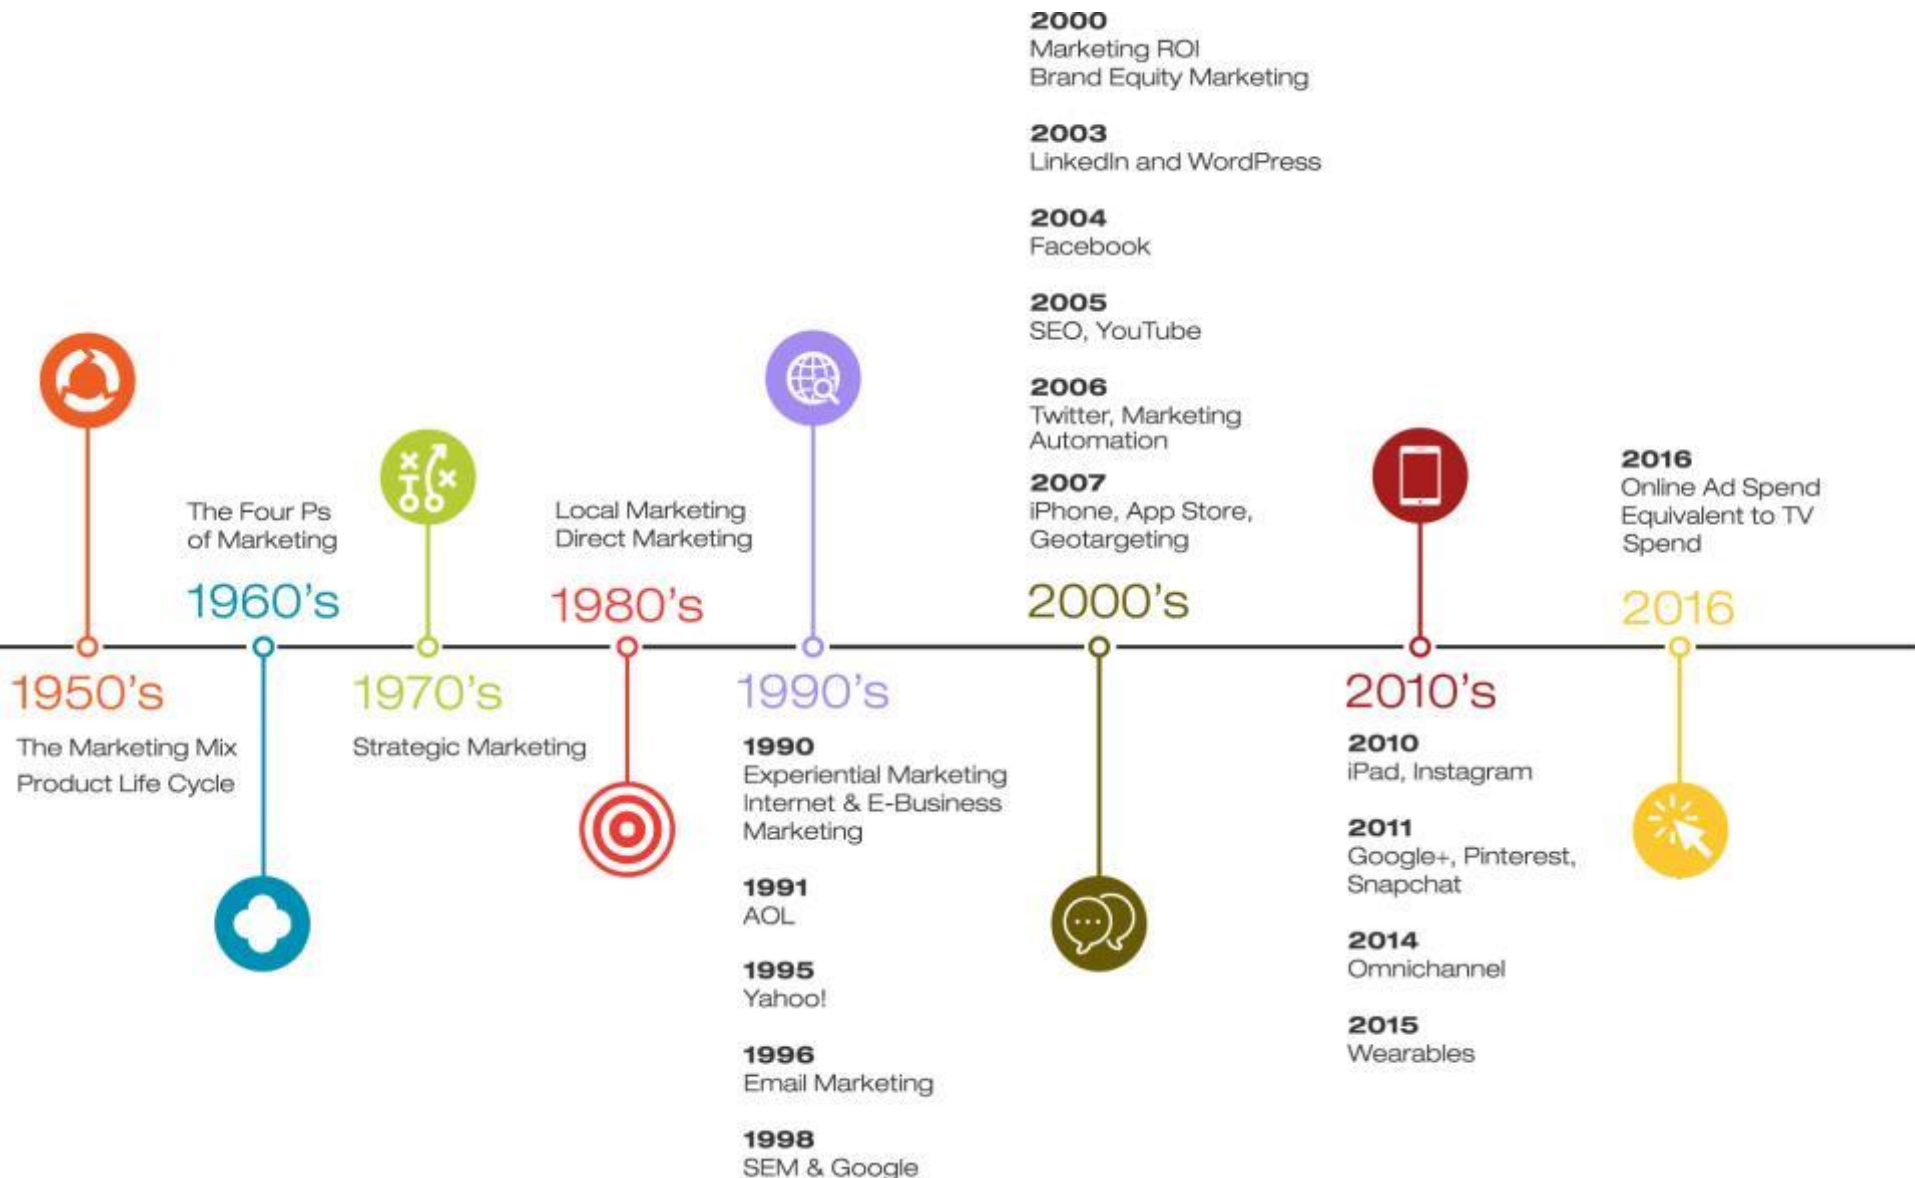 1950's
The Marketing Mix
Product Life Cycle
The Four Ps
of Marketing
1960's
1970's
Strategic Marketing
Local Marketing
Direct Marketing
1980's
1990's
1990
Experiential Marketing
Internet & E-Business
Marketing
1991
AOL
1995
Yahoo!
1996
Email Marketing
1998
SEM & Google
2000
Marketing ROI
Brand Equity Marketing
2003
LinkedIn and WordPress
2004
Facebook
2005
SEO, YouTube
2006
Twitter, Marketing
Automation
2007
iPhone, App Store,
Geotargeting
2000's
2010's
2010
iPad, Instagram
2011
Google+, Pinterest,
Snapchat
2014
Omnichannel
2015
Wearables
2016
Online Ad Spend
Equivalent to TV
Spend
2016